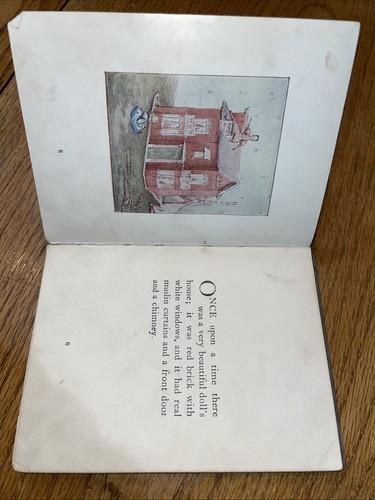 8
ONCE upon a time there
was a very beautiful doll's
house; it was red brick with
white windows, and it had real
muslin curtains and a front door
and a chimney.
9